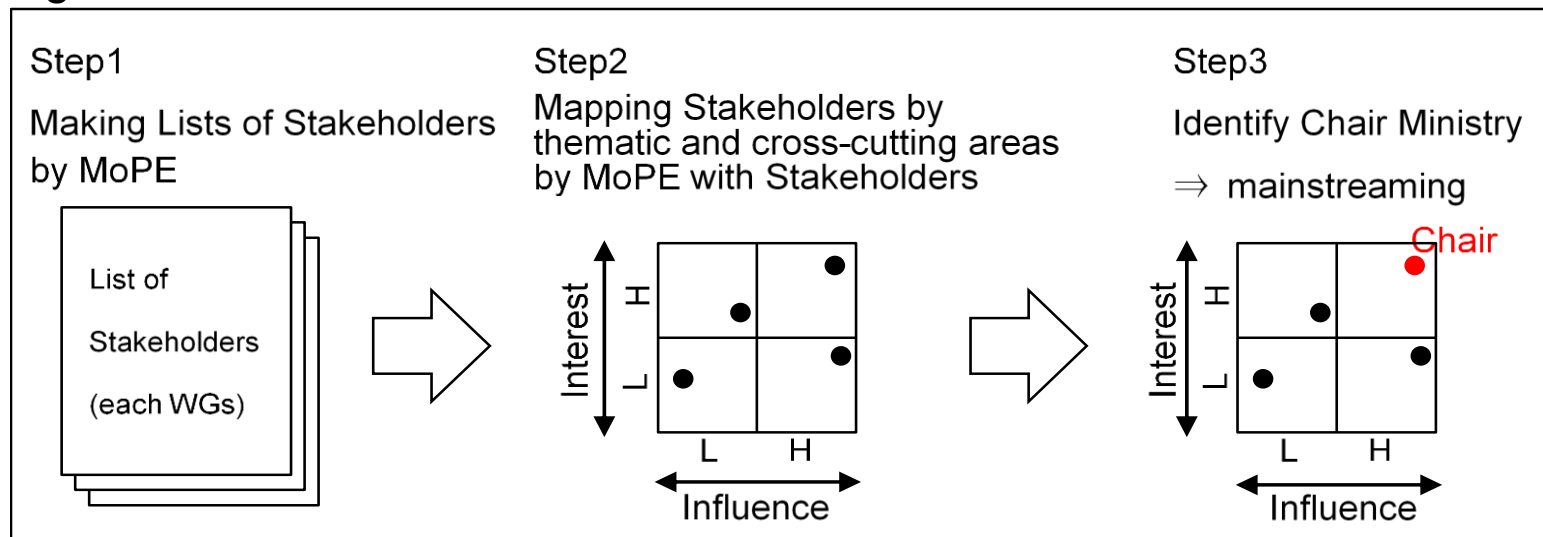 Step1
Making Lists of Stakeholders
by MoPE
List of
Stakeholders
(each WGs)
Step2
Mapping Stakeholders by
thematic and cross-cutting areas
by MoPE with Stakeholders
Interest
H
L
L H
Influence
Step3
Identify Chair Ministry
⇒ mainstreaming
Chair
Interest
H
L
L H
Influence